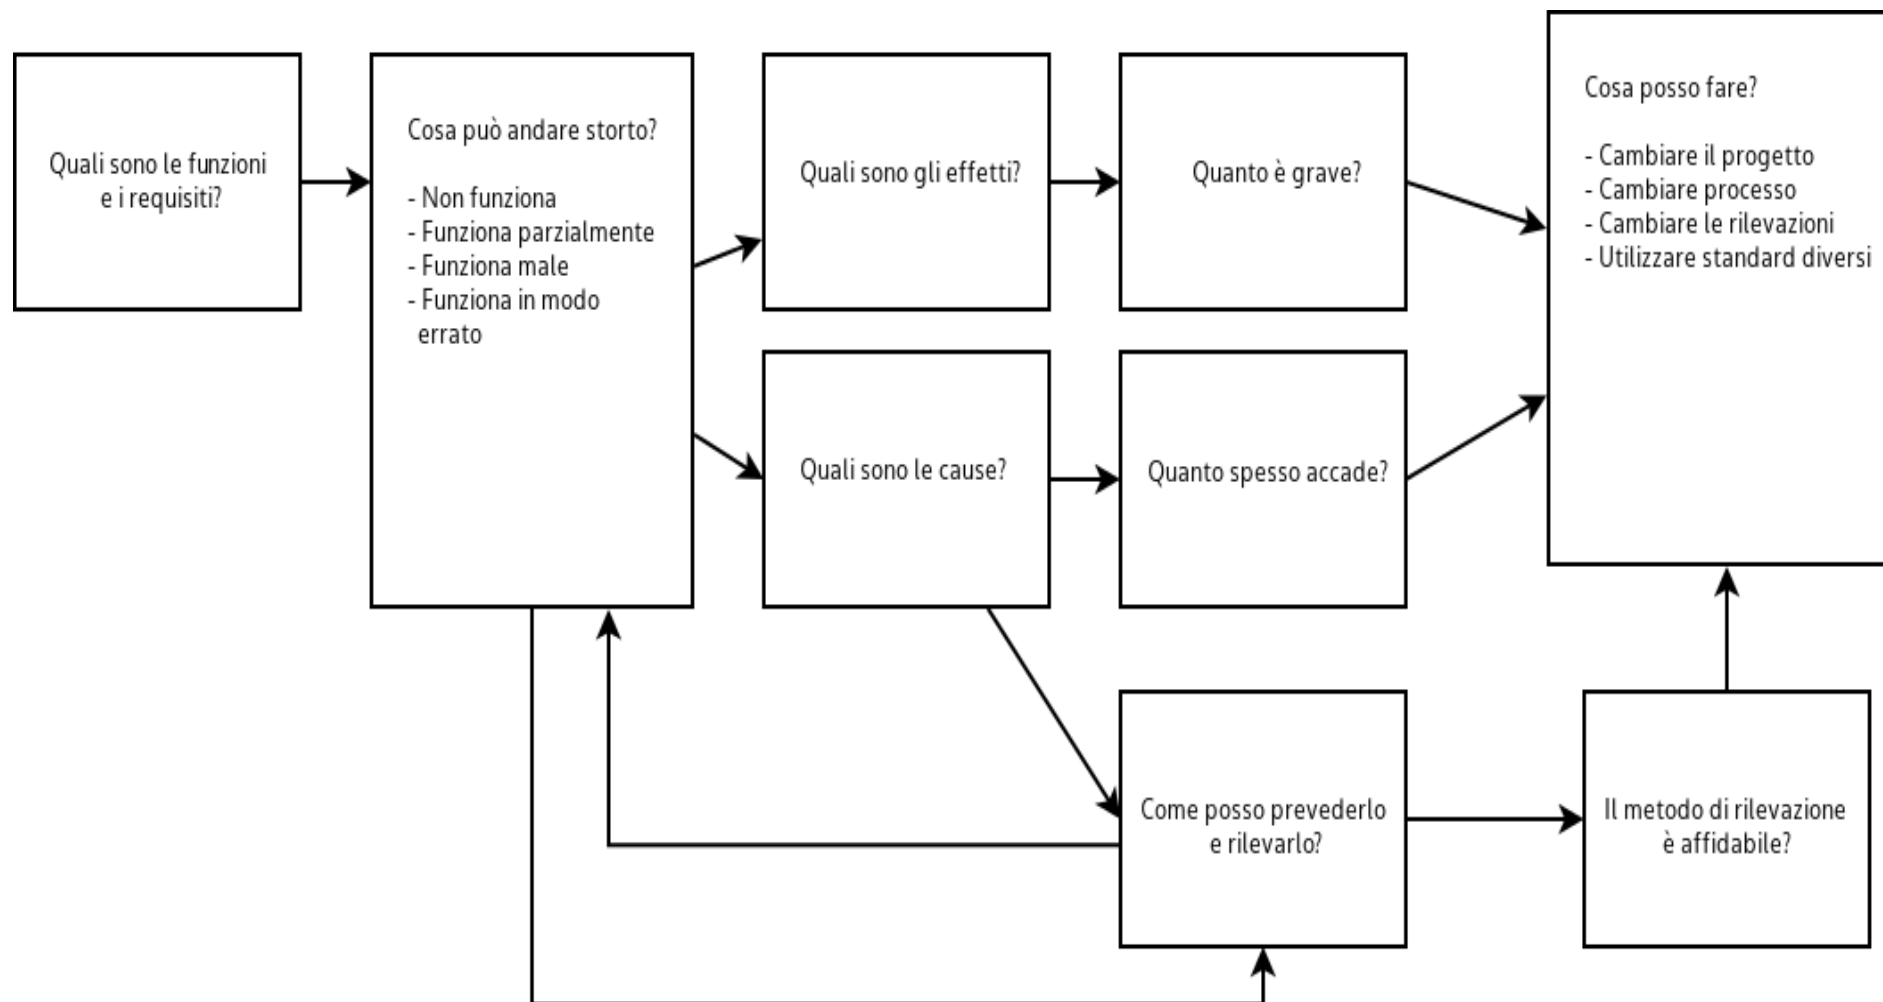 Quali sono le funzioni
e i requisiti?
Cosa può andare storto?
- Non funziona
- Funziona parzialmente
- Funziona male
- Funziona in modo
errato
Quali sono gli effetti?
Quanto è grave?
Cosa posso fare?
- Cambiare il progetto
- Cambiare processo
- Cambiare le rilevazioni
- Utilizzare standard diversi
Quali sono le cause?
Quanto spesso accade?
Come posso prevederlo
e rilevarlo?
Il metodo di rilevazione
è affidabile?